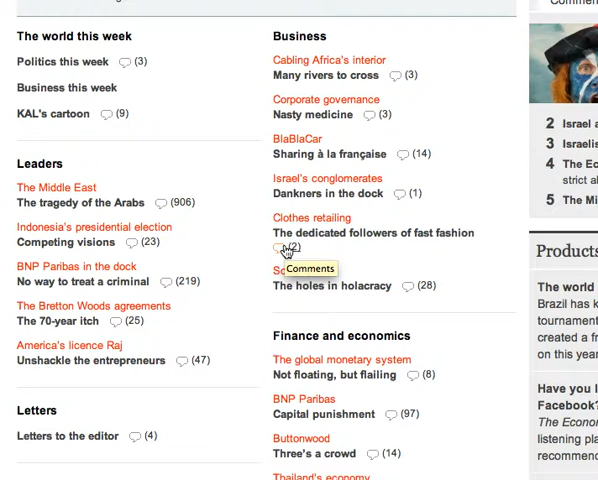 The world this week
Politics this week (3)
Business this week
KAL's cartoon (9)
Leaders
The Middle East
The tragedy of the Arabs (906)
Indonesia's presidential election
Competing visions (23)
BNP Paribas in the dock
No way to treat a criminal (219)
The Bretton Woods agreements
The 70-year itch (25)
America's licence Raj
Unshackle the entrepreneurs (47)
Letters
Letters to the editor (4)
Business
Cabling Africa's interior
Many rivers to cross (3)
Corporate governance
Nasty medicine (3)
BlaBlaCar
Sharing à la française (14)
Israel's conglomerates
Dankners in the dock (1)
Clothes retailing
The dedicated followers of fast fashion
(2)
Comments
The holes in holacracy (28)
Finance and economics
The global monetary system
Not floating, but flailing (8)
BNP Paribas
Capital punishment (97)
Buttonwood
Three's a crowd (14)
Thailand's economy
Comment
2 Israel a
3 Israelis
4 The Ec
strict al
5 The Mi
Products
The world
Brazil has k
tournament
created a fr
on this year
Have you l
Facebook?
The Econo
listening pla
recommend